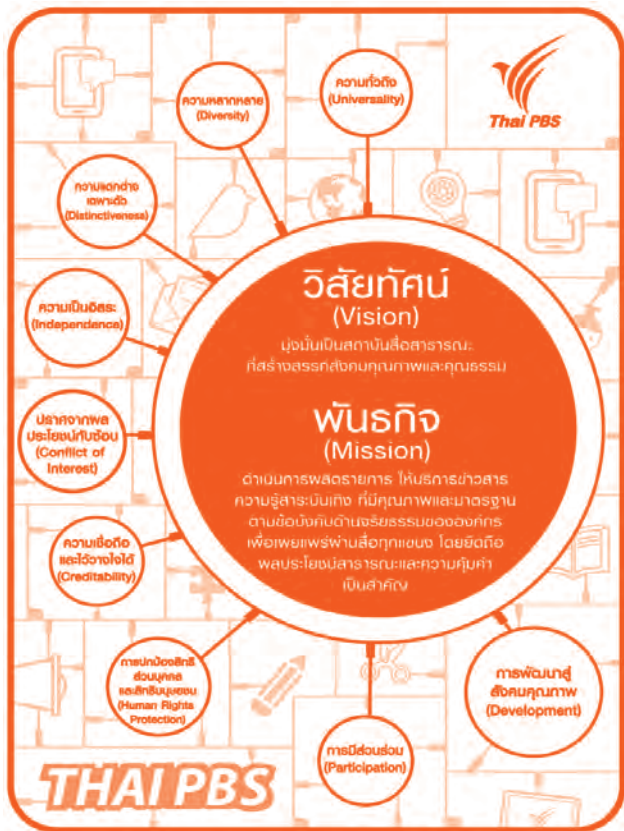 Thai PBS
ความทั่วถึง
(Universality)
ความหลากหลาย
(Diversity)
ความแตกต่าง
เฉพาะตัว
(Distinctiveness)
ความเป็นอิสระ
(Independence)
ปราศจากผล
ประโยชน์ทับซ้อน
(Conflict of
Interest)
ความเชื่อถือ
และไว้วางใจได้
(Creditability)
การปกป้องสิทธิ
ส่วนบุคคล
และสิทธิมนุษยชน
(Human Rights
Protection)
การมีส่วนร่วม
(Participation)
การพัฒนาสู่
สังคมคุณภาพ
(Development)
วิสัยทัศน์
(Vision)
มุ่งมั่นเป็นสถาบันสื่อสาธารณะ
ที่สร้างสรรค์สังคมคุณภาพและคุณธรรม
พันธกิจ
(Mission)
ดำเนินการผลิตรายการ ให้บริการข่าวสาร
ความรู้สาระบันเทิง ที่มีคุณภาพและมาตรฐาน
ตามข้อบังคับด้านจริยธรรมขององค์กร
เพื่อเผยแพร่ผ่านสื่อทุกแขนง โดยยึดถือ
ผลประโยชน์สาธารณะและความคุ้มค่า
เป็นสำคัญ
THAI PBS